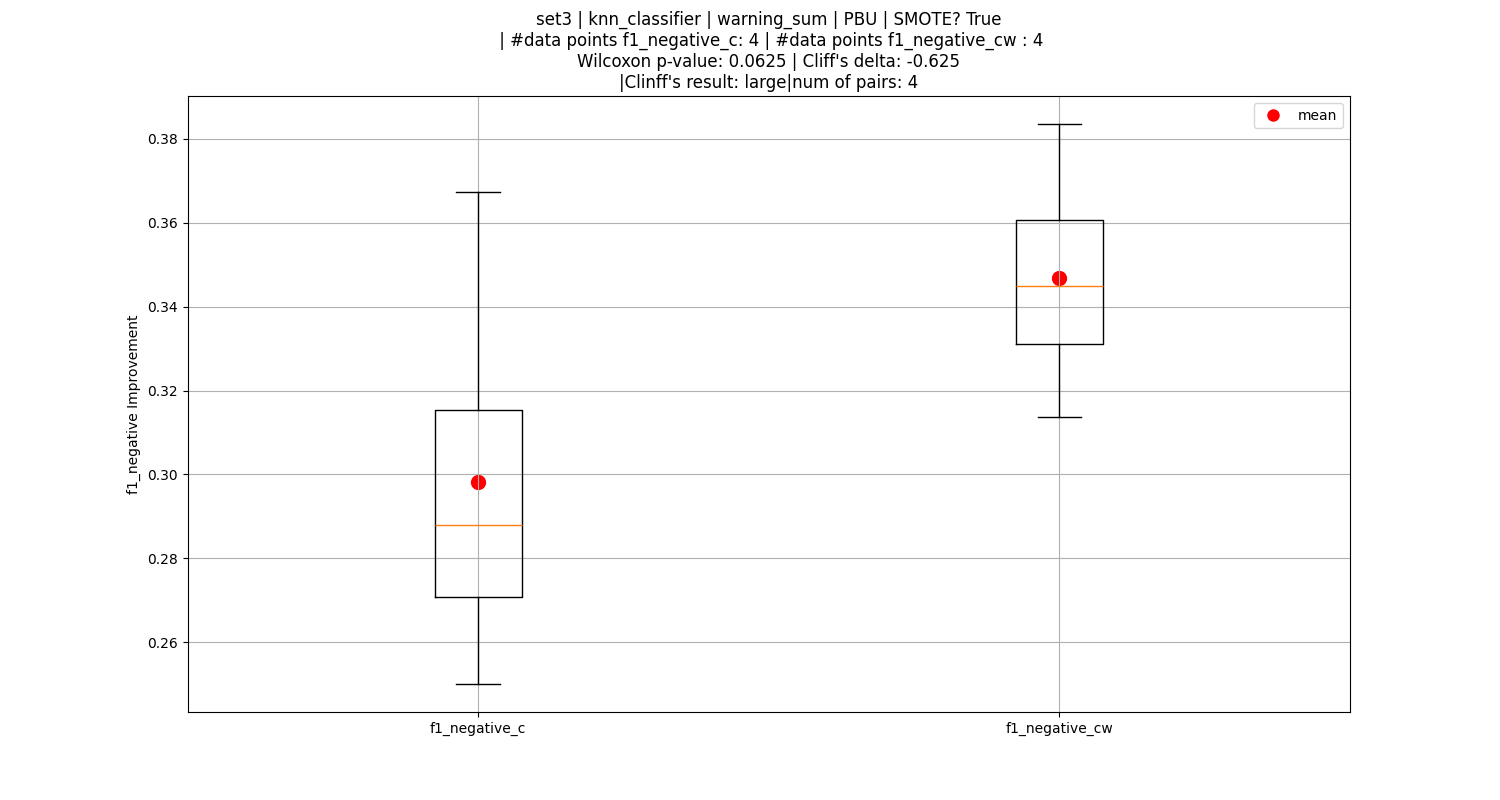 set3 | knn_classifier | warning_sum | PBU | SMOTE? True
| #data points f1_negative_c: 4 | #data points f1_negative_cw : 4
Wilcoxon p-value: 0.0625 | Cliff's delta: -0.625
|Clinff's result: large|num of pairs: 4
mean
0.38
0.36
0.34
0.32
0.30
0.28
0.26
f1_negative Improvement
f1_negative_c
f1_negative_cw